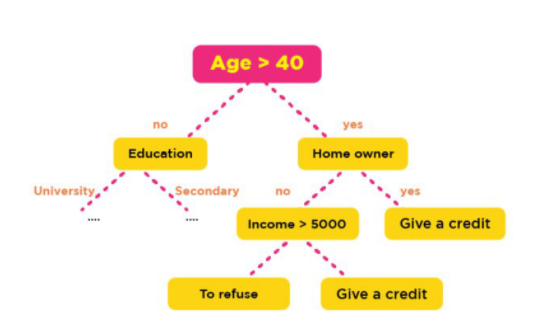 Age > 40
no
yes
Education
Home owner
University
Secondary
no
yes
....
....
Income > 5000
Give a credit
To refuse
Give a credit